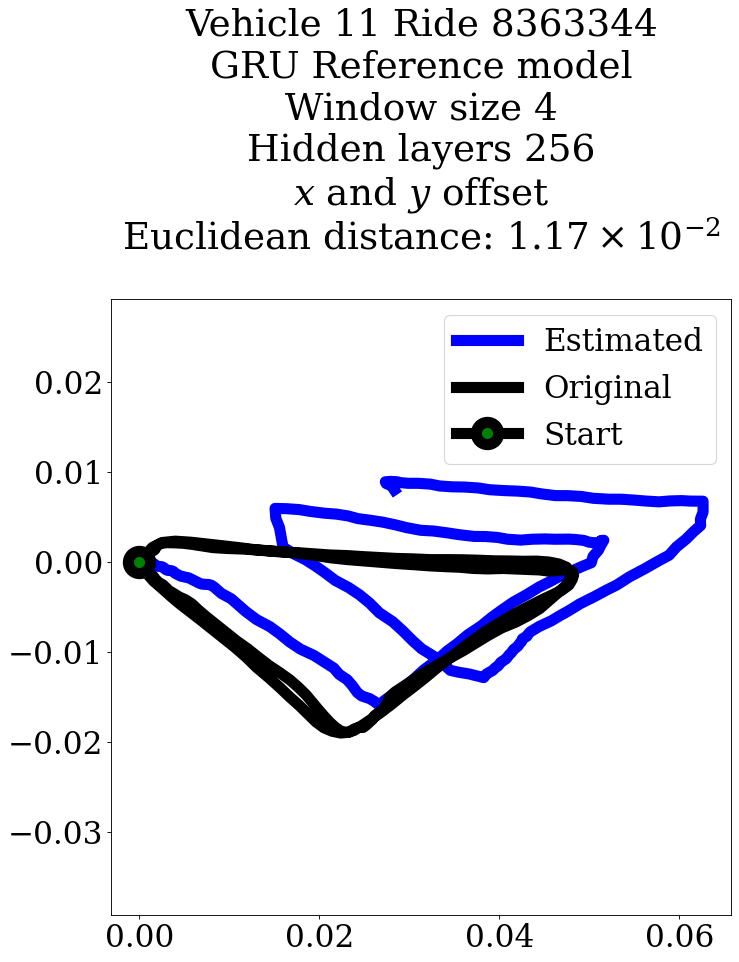 Vehicle 11 Ride 8363344
GRU Reference model
Window size 4
Hidden layers 256
x and y offset
Euclidean distance: 1.17 × 10⁻²
Estimated
Original
Start
0.02
0.01
0.00
−0.01
−0.02
−0.03
0.00 0.02 0.04 0.06